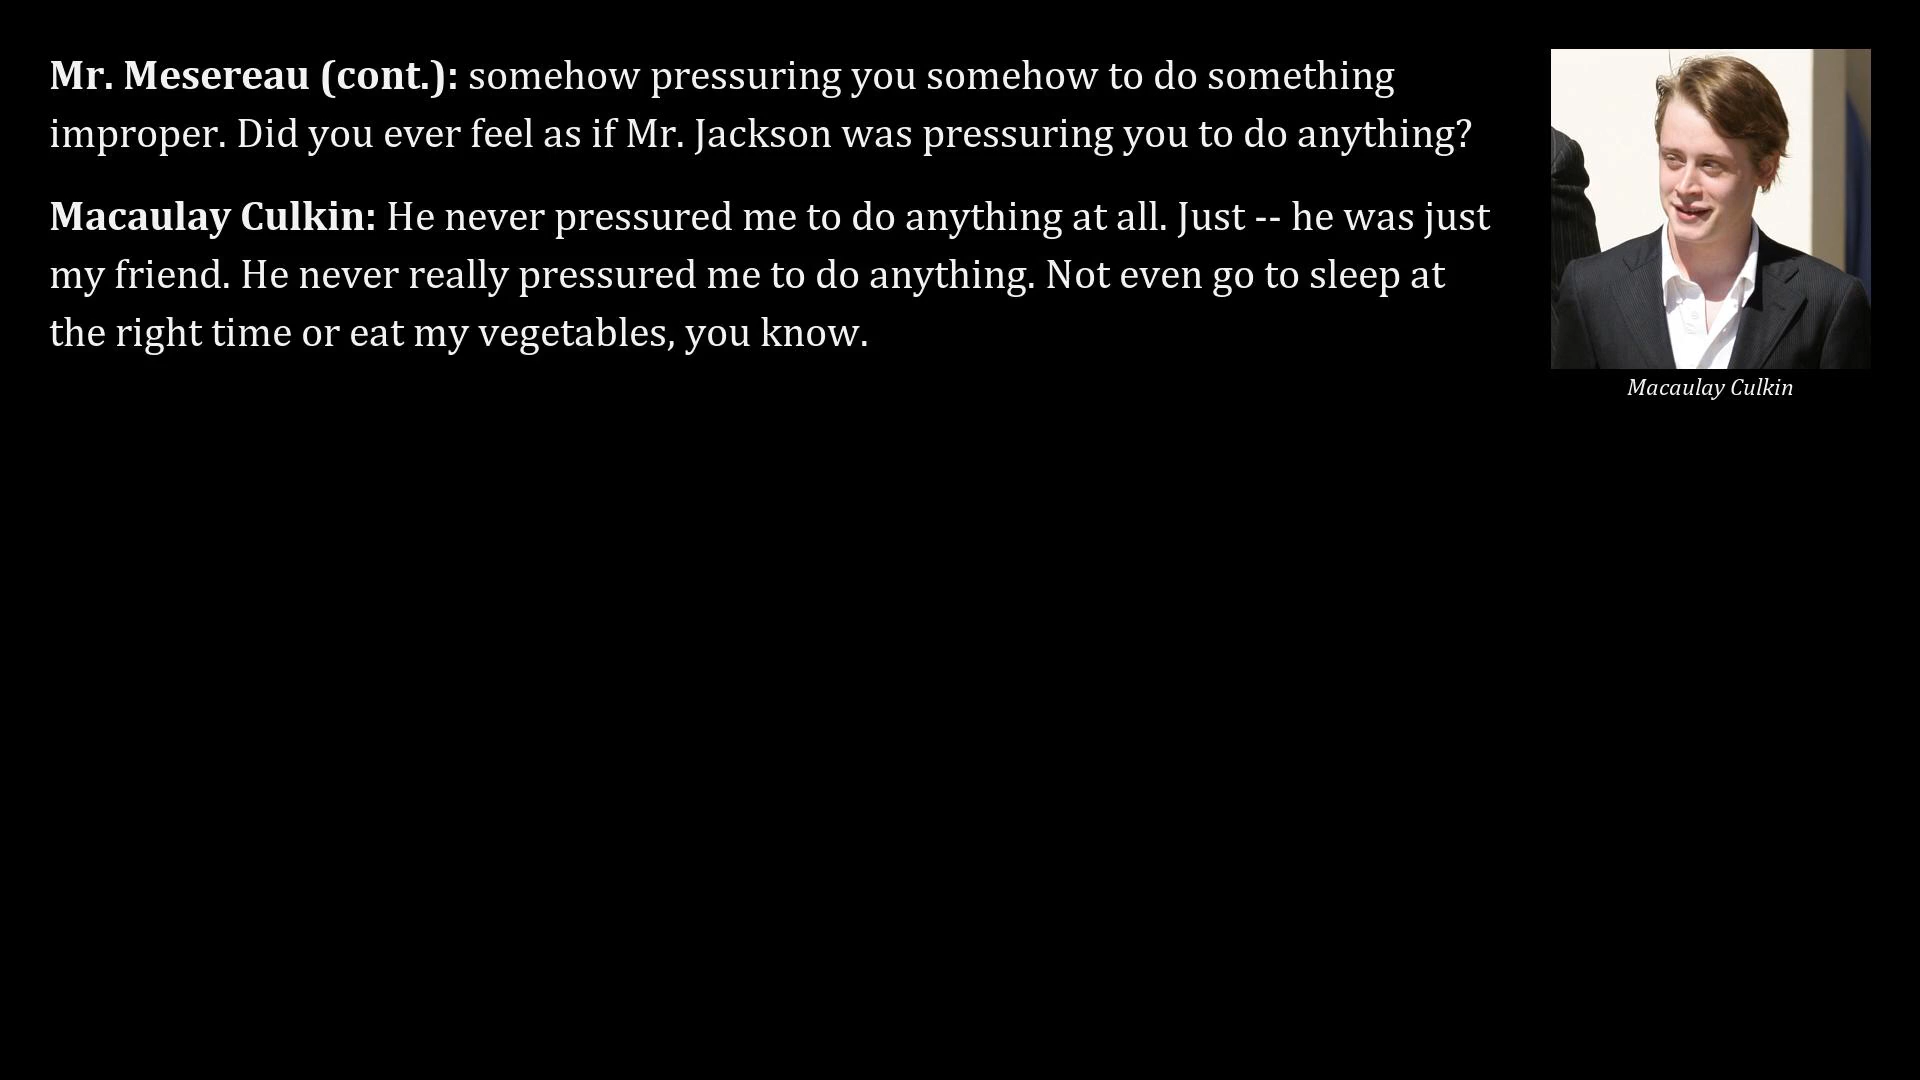 Mr. Mesereau (cont.): somehow pressuring you somehow to do something
improper. Did you ever feel as if Mr. Jackson was pressuring you to do anything?
Macaulay Culkin: He never pressured me to do anything at all. Just -- he was just
my friend. He never really pressured me to do anything. Not even go to sleep at
the right time or eat my vegetables, you know.
Macaulay Culkin